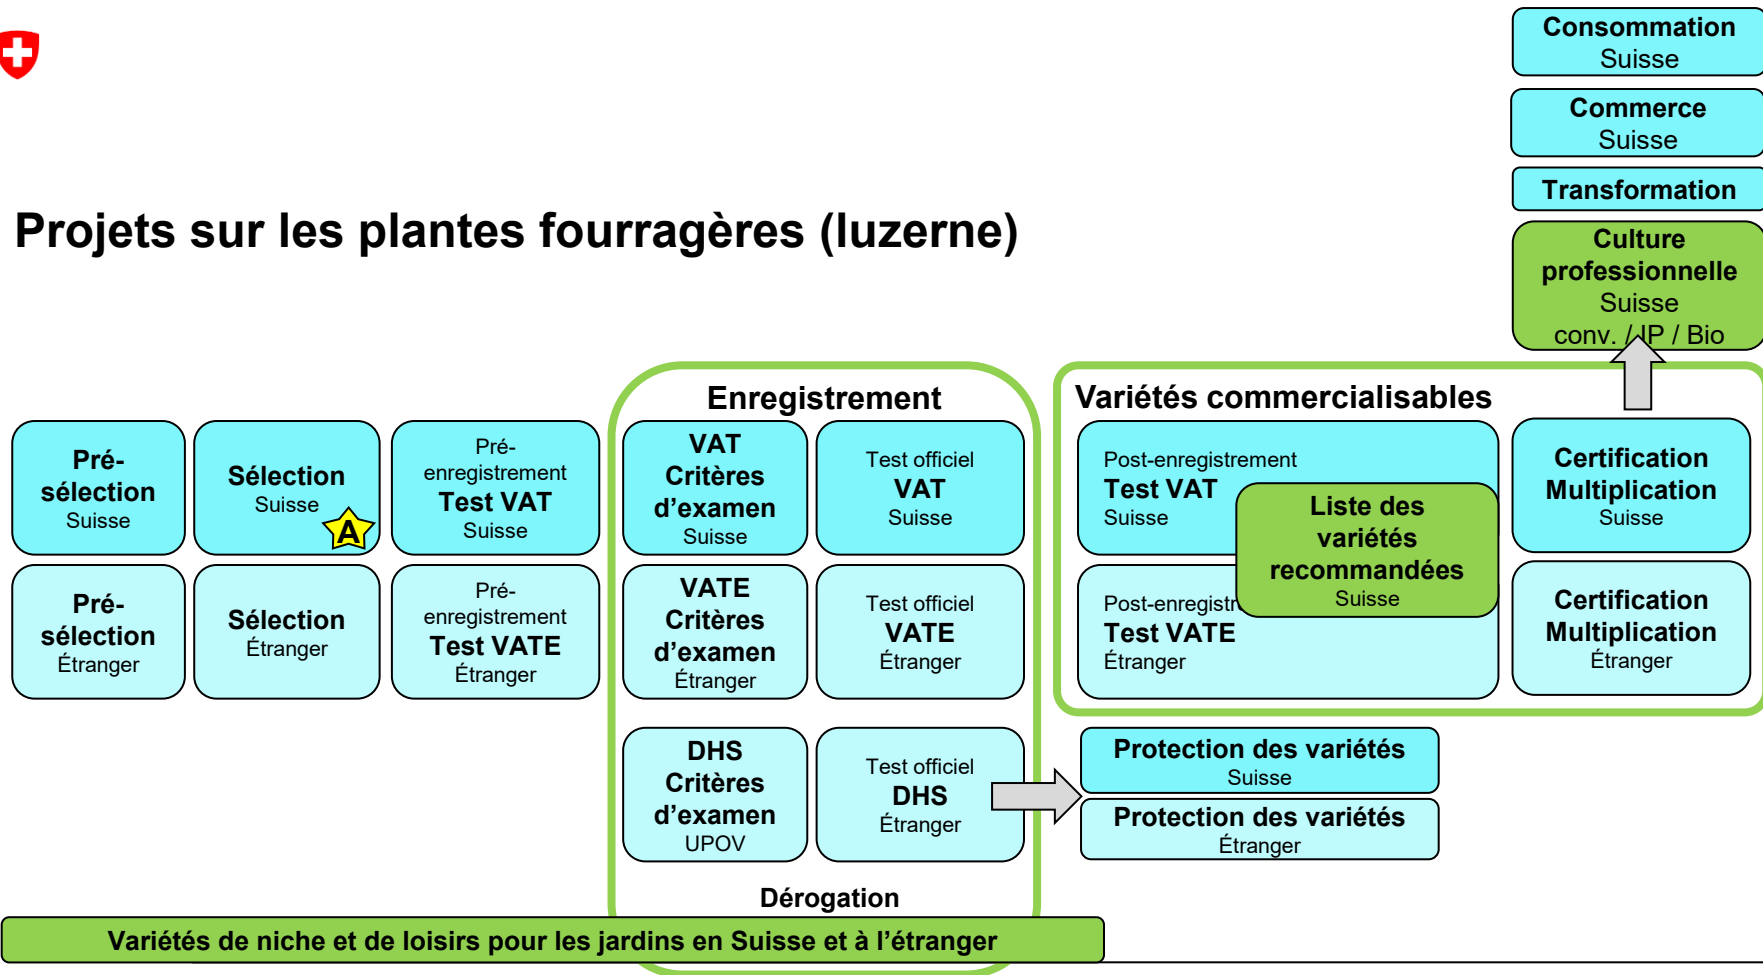 Consommation
Suisse
Commerce
Suisse
Transformation
Culture
professionnelle
Suisse
conv. / IP / Bio
Projets sur les plantes fourragères (luzerne)
Enregistrement
Variétés commercialisables
Pré-
sélection
Suisse
Sélection
Suisse
A
Pré-
enregistrement
Test VAT
Suisse
VAT
Critères
d’examen
Suisse
Test officiel
VAT
Suisse
Post-enregistrement
Test VAT
Suisse
Liste des
variétés
recommandées
Suisse
Certification
Multiplication
Suisse
Pré-
sélection
Étranger
Sélection
Étranger
Pré-
enregistrement
Test VATE
Étranger
VATE
Critères
d’examen
Étranger
Test officiel
VATE
Étranger
Post-enregistr
Test VATE
Étranger
Certification
Multiplication
Étranger
DHS
Critères
d’examen
UPOV
Test officiel
DHS
Étranger
Protection des variétés
Suisse
Protection des variétés
Étranger
Dérogation
Variétés de niche et de loisirs pour les jardins en Suisse et à l’étranger